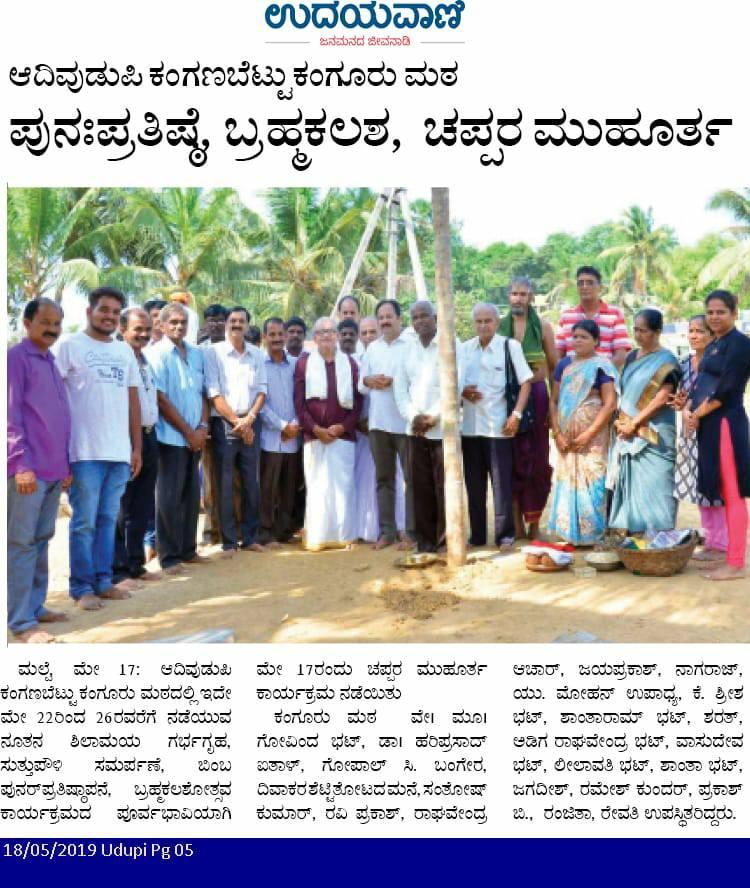 ಉದಯವಾಣಿ
ಜನಮನದ ಜೀವನಾಡಿ
ಆದಿವುಡುಪಿ ಕಂಗಣಬೆಟ್ಟು ಕಂಗೂರು ಮಠ
ಪುನಃಪ್ರತಿಷ್ಠೆ, ಬ್ರಹ್ಮಕಲಶ, ಚಪ್ಪರ ಮುಹೂರ್ತ
ಮಲ್ಪೆ, ಮೇ 17: ಆದಿವುಡುಪಿ
ಕಂಗಣಬೆಟ್ಟು ಕಂಗೂರು ಮಠದಲ್ಲಿ ಇದೇ
ಮೇ 22ರಿಂದ 26ರವರೆಗೆ ನಡೆಯುವ
ನೂತನ ಶಿಲಾಮಯ ಗರ್ಭಗೃಹ,
ಸುತ್ತುಪೌಳಿ ಸಮರ್ಪಣೆ, ಬಿಂಬ
ಪುನರ್‌ಪ್ರತಿಷ್ಠಾಪನೆ, ಬ್ರಹ್ಮಕಲಶೋತ್ಸವ
ಕಾರ್ಯಕ್ರಮದ ಪೂರ್ವಭಾವಿಯಾಗಿ
ಮೇ 17ರಂದು ಚಪ್ಪರ ಮುಹೂರ್ತ
ಕಾರ್ಯಕ್ರಮ ನಡೆಯಿತು
ಕಂಗೂರು ಮಠ ವೇ। ಮೂ।
ಗೋವಿಂದ ಭಟ್, ಡಾ। ಹರಿಪ್ರಸಾದ್
ಐತಾಳ್, ಗೋಪಾಲ್ ಸಿ. ಬಂಗೇರ,
ದಿವಾಕರ ಶೆಟ್ಟಿ ತೋಟದಮನೆ, ಸಂತೋಷ್
ಕುಮಾರ್, ರವಿ ಪ್ರಕಾಶ್, ರಾಘವೇಂದ್ರ
ಆಚಾರ್, ಜಯಪ್ರಕಾಶ್, ನಾಗರಾಜ್,
ಯು. ಮೋಹನ್ ಉಪಾಧ್ಯ, ಕೆ. ಶ್ರೀಶ
ಭಟ್, ಶಾಂತಾರಾಮ್ ಭಟ್, ಶರತ್,
ಆಡಿಗ ರಾಘವೇಂದ್ರ ಭಟ್, ವಾಸುದೇವ
ಭಟ್, ಲೀಲಾವತಿ ಭಟ್, ಶಾಂತಾ ಭಟ್,
ಜಗದೀಶ್, ರಮೇಶ್ ಕುಂದರ್, ಪ್ರಕಾಶ್
ಬಿ., ರಂಜಿತಾ, ರೇವತಿ ಉಪಸ್ಥಿತರಿದ್ದರು.
18/05/2019 Udupi Pg 05